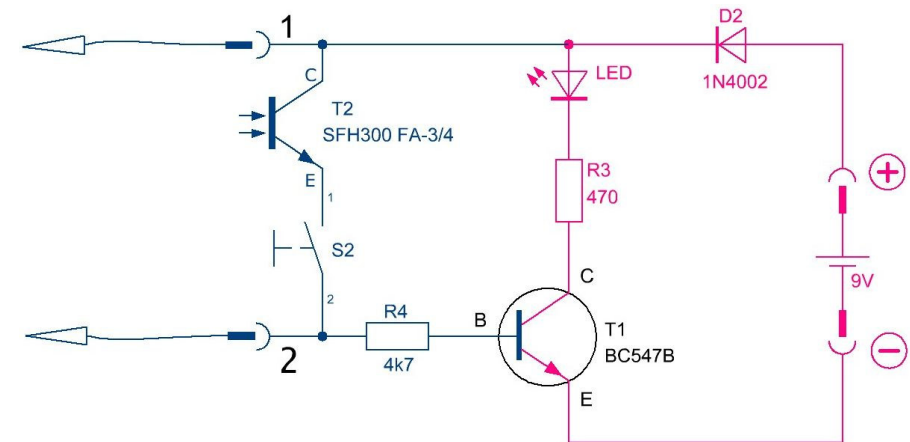 1
D2
1N4002
C
T2
SFH300 FA-3/4
E
1
LED
R3
470
+
9V
−
S2
2
2
R4
4k7
B
C
T1
BC547B
E